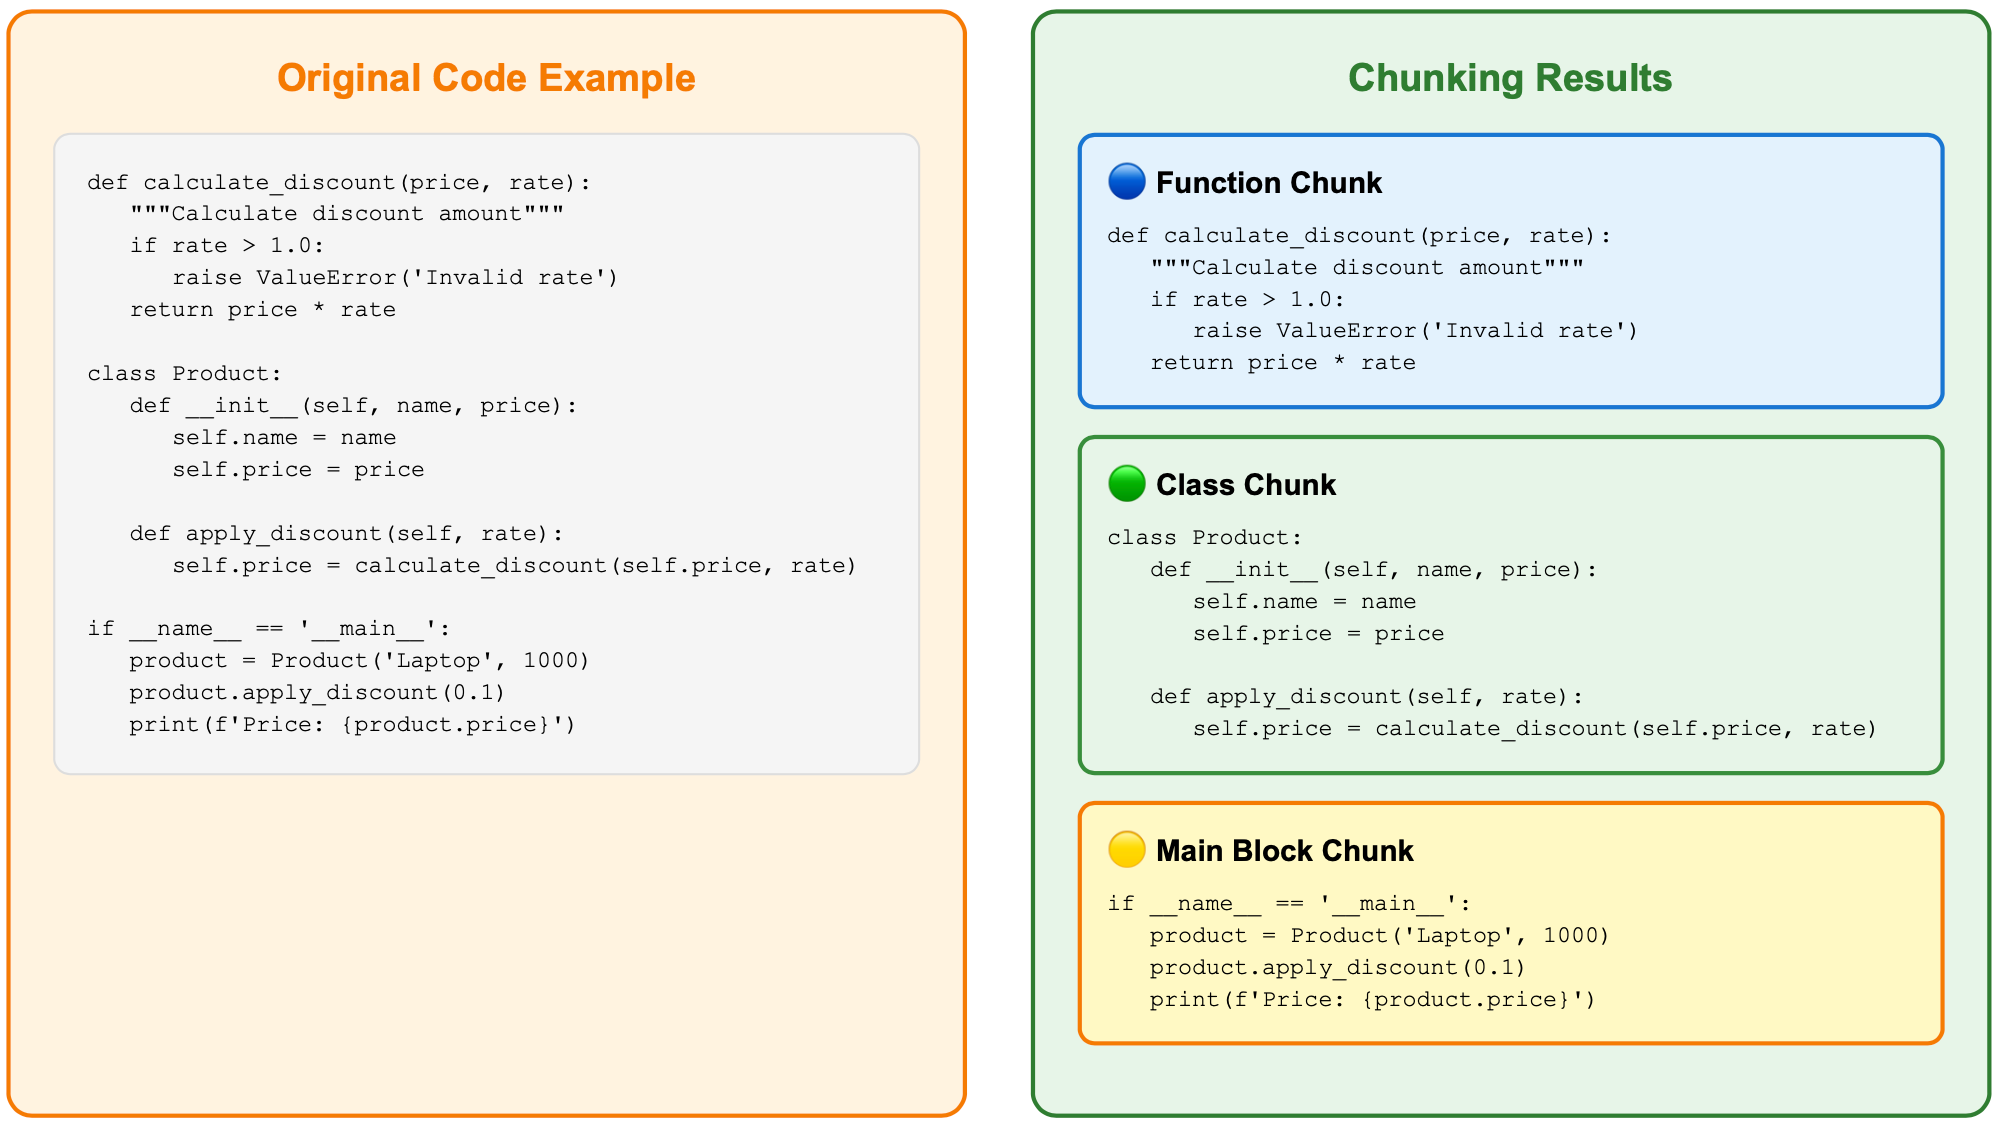 Original Code Example
def calculate_discount(price, rate):
   """Calculate discount amount"""
   if rate > 1.0:
      raise ValueError('Invalid rate')
   return price * rate
class Product:
   def __init__(self, name, price):
      self.name = name
      self.price = price
   def apply_discount(self, rate):
      self.price = calculate_discount(self.price, rate)
if __name__ == '__main__':
   product = Product('Laptop', 1000)
   product.apply_discount(0.1)
   print(f'Price: {product.price}')
Chunking Results
Function Chunk
def calculate_discount(price, rate):
   """Calculate discount amount"""
   if rate > 1.0:
      raise ValueError('Invalid rate')
   return price * rate
Class Chunk
class Product:
   def __init__(self, name, price):
      self.name = name
      self.price = price
   def apply_discount(self, rate):
      self.price = calculate_discount(self.price, rate)
Main Block Chunk
if __name__ == '__main__':
   product = Product('Laptop', 1000)
   product.apply_discount(0.1)
   print(f'Price: {product.price}')